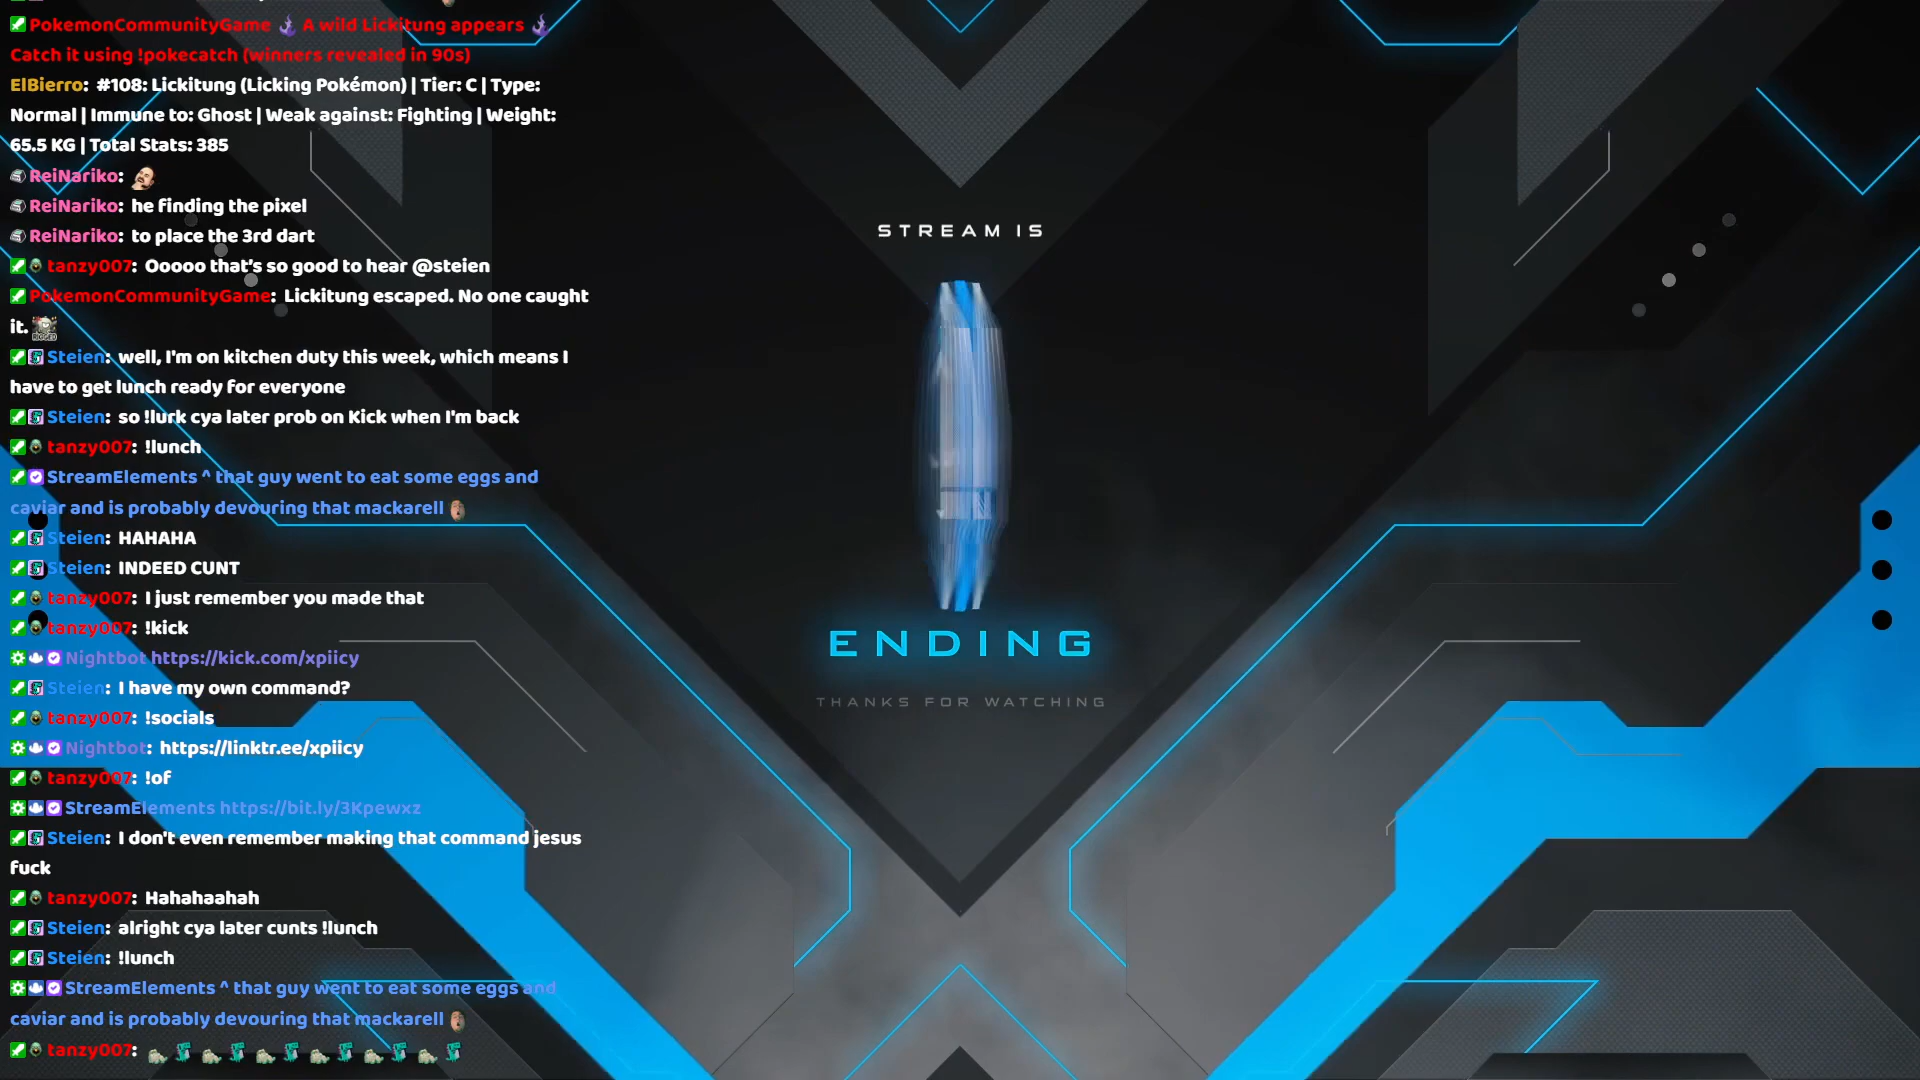 PokemonCommunityGame A wild Lickitung appears
Catch it using !pokecatch (winners revealed in 90s)
ElBierro: #108: Lickitung (Licking Pokémon) | Tier: C | Type:
Normal | Immune to: Ghost | Weak against: Fighting | Weight:
65.5 KG | Total Stats: 385
ReiNariko:
ReiNariko: he finding the pixel
ReiNariko: to place the 3rd dart
tanzy007: Ooooo that's so good to hear @steien
PokemonCommunityGame: Lickitung escaped. No one caught
it.
Steien: well, I'm on kitchen duty this week, which means I
have to get lunch ready for everyone
Steien: so !lurk cya later prob on Kick when I'm back
tanzy007: !lunch
StreamElements ^ that guy went to eat some eggs and
caviar and is probably devouring that mackarell
Steien: HAHAHA
Steien: INDEED CUNT
tanzy007: I just remember you made that
tanzy007: !kick
Nightbot https://kick.com/xpiicy
Steien: I have my own command?
tanzy007: !socials
Nightbot: https://linktr.ee/xpiicy
tanzy007: !of
StreamElements https://bit.ly/3Kpewxz
Steien: I don't even remember making that command jesus
fuck
tanzy007: Hahahaahah
Steien: alright cya later cunts !lunch
Steien: !lunch
StreamElements ^ that guy went to eat some eggs and
caviar and is probably devouring that mackarell
tanzy007:
STREAM IS
ENDING
THANKS FOR WATCHING